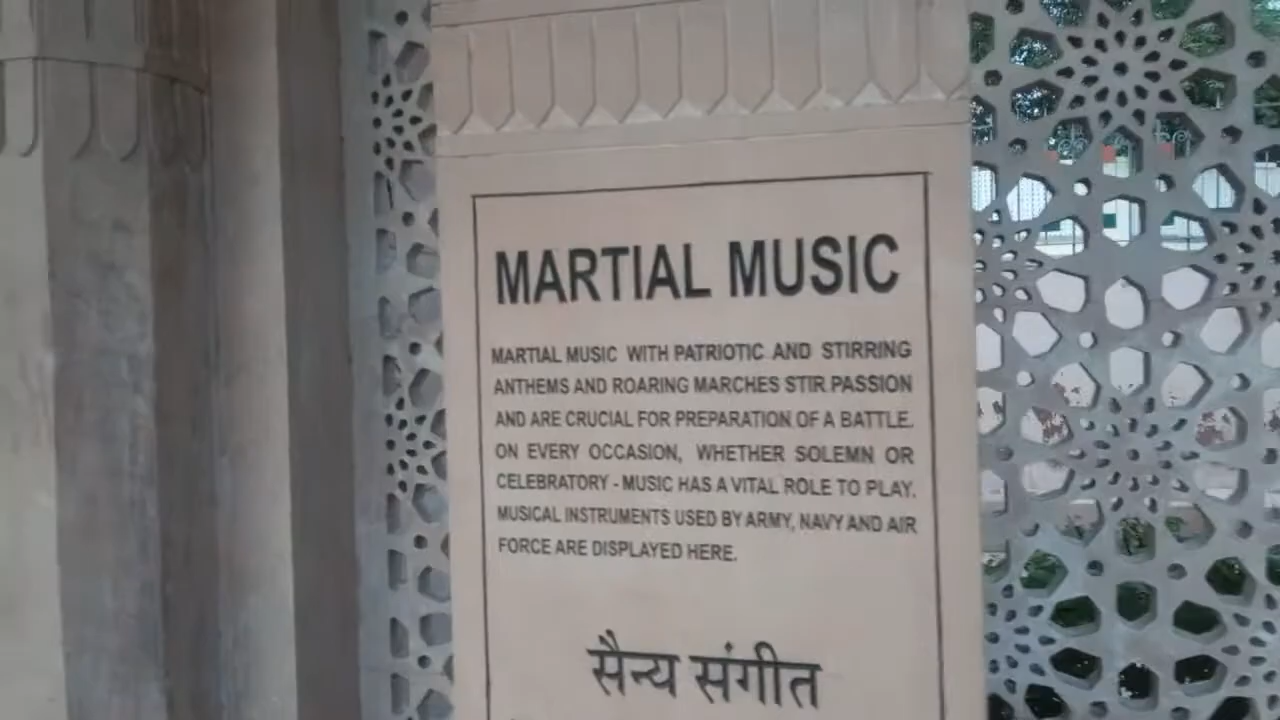 MARTIAL MUSIC
MARTIAL MUSIC WITH PATRIOTIC AND STIRRING
ANTHEMS AND ROARING MARCHES STIR PASSION
AND ARE CRUCIAL FOR PREPARATION OF A BATTLE.
ON EVERY OCCASION, WHETHER SOLEMN OR
CELEBRATORY - MUSIC HAS A VITAL ROLE TO PLAY.
MUSICAL INSTRUMENTS USED BY ARMY, NAVY AND AIR
FORCE ARE DISPLAYED HERE.
सैन्य संगीत